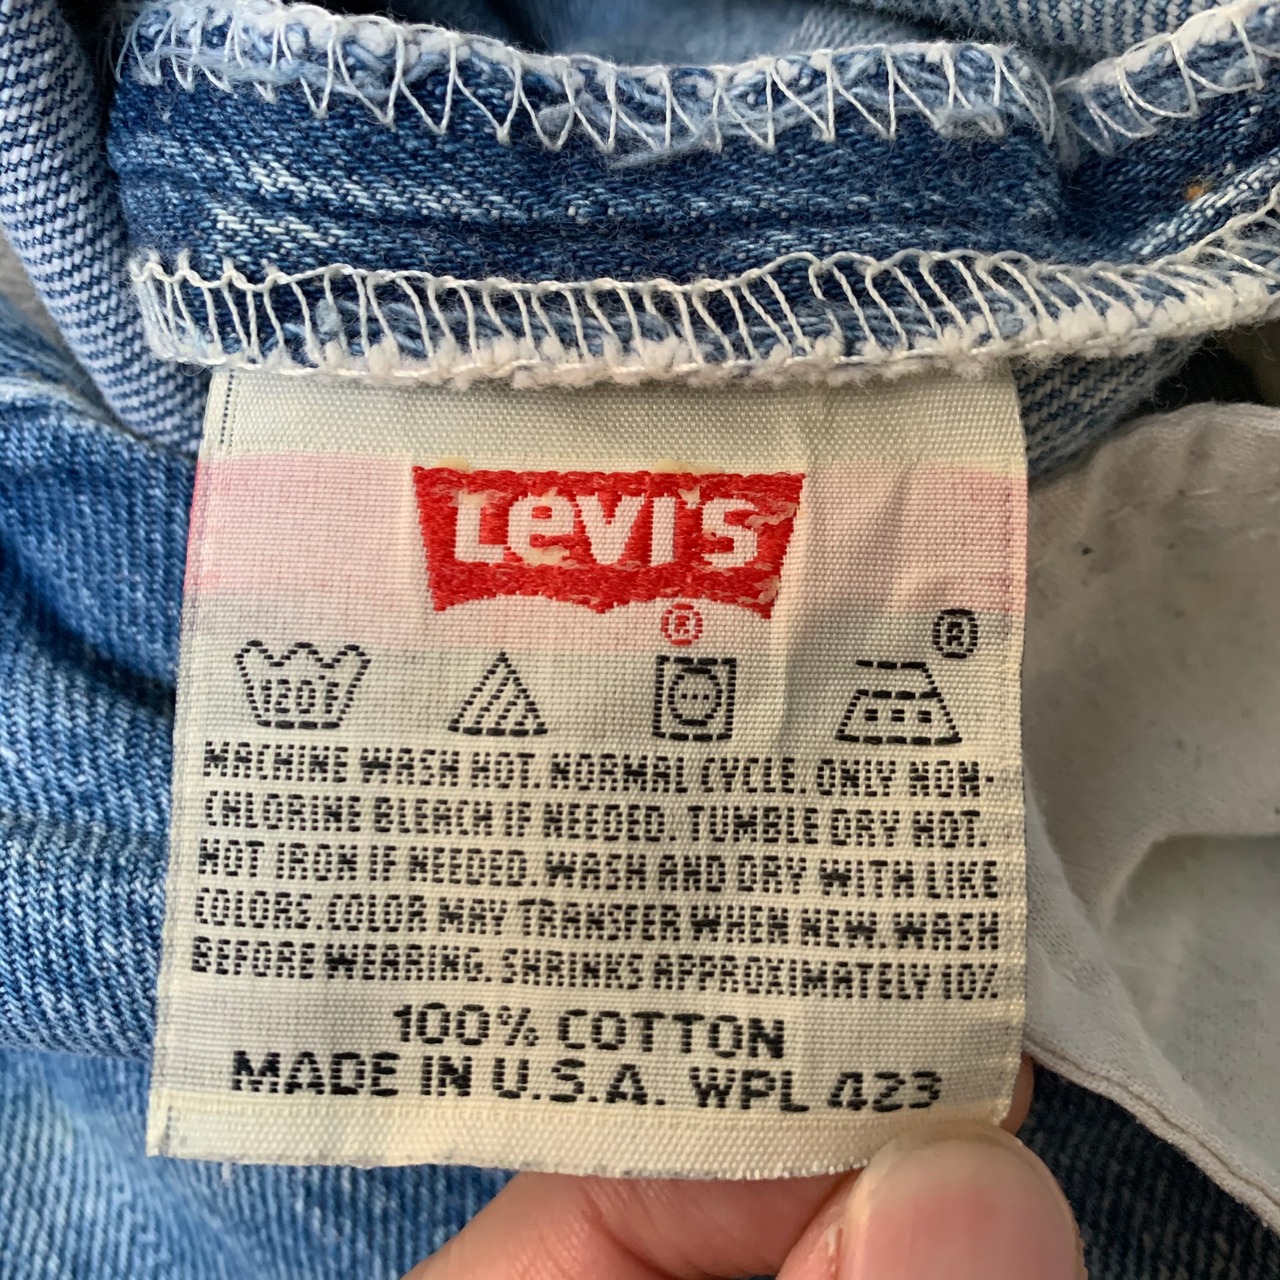 Levi's
®
®
120°F
MACHINE WASH HOT. NORMAL CYCLE. ONLY NON-
CHLORINE BLEACH IF NEEDED. TUMBLE DRY HOT.
HOT IRON IF NEEDED. WASH AND DRY WITH LIKE
COLORS. COLOR MAY TRANSFER WHEN NEW. WASH
BEFORE WEARING. SHRINKS APPROXIMATELY 10%
100% COTTON
MADE IN U.S.A. WPL 423